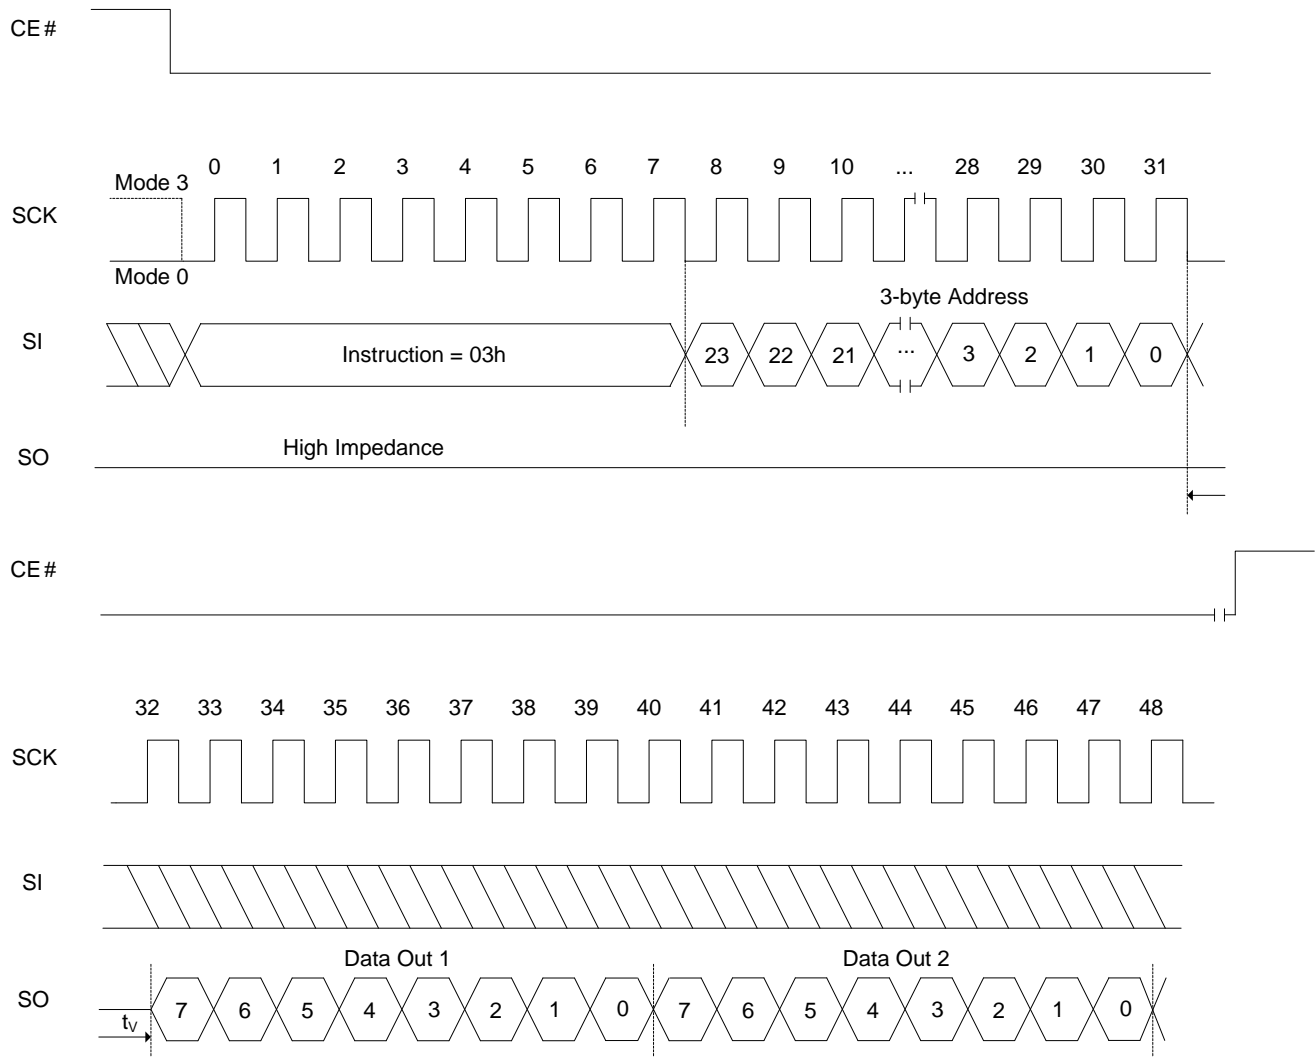 CE#
0 1 2 3 4 5 6 7 8 9 10 ... 28 29 30 31
Mode 3
SCK
Mode 0
3-byte Address
SI
Instruction = 03h
23 22 21 ... 3 2 1 0
High Impedance
SO
CE#
32 33 34 35 36 37 38 39 40 41 42 43 44 45 46 47 48
SCK
SI
Data Out 1 Data Out 2
SO
7 6 5 4 3 2 1 0 7 6 5 4 3 2 1 0
tV